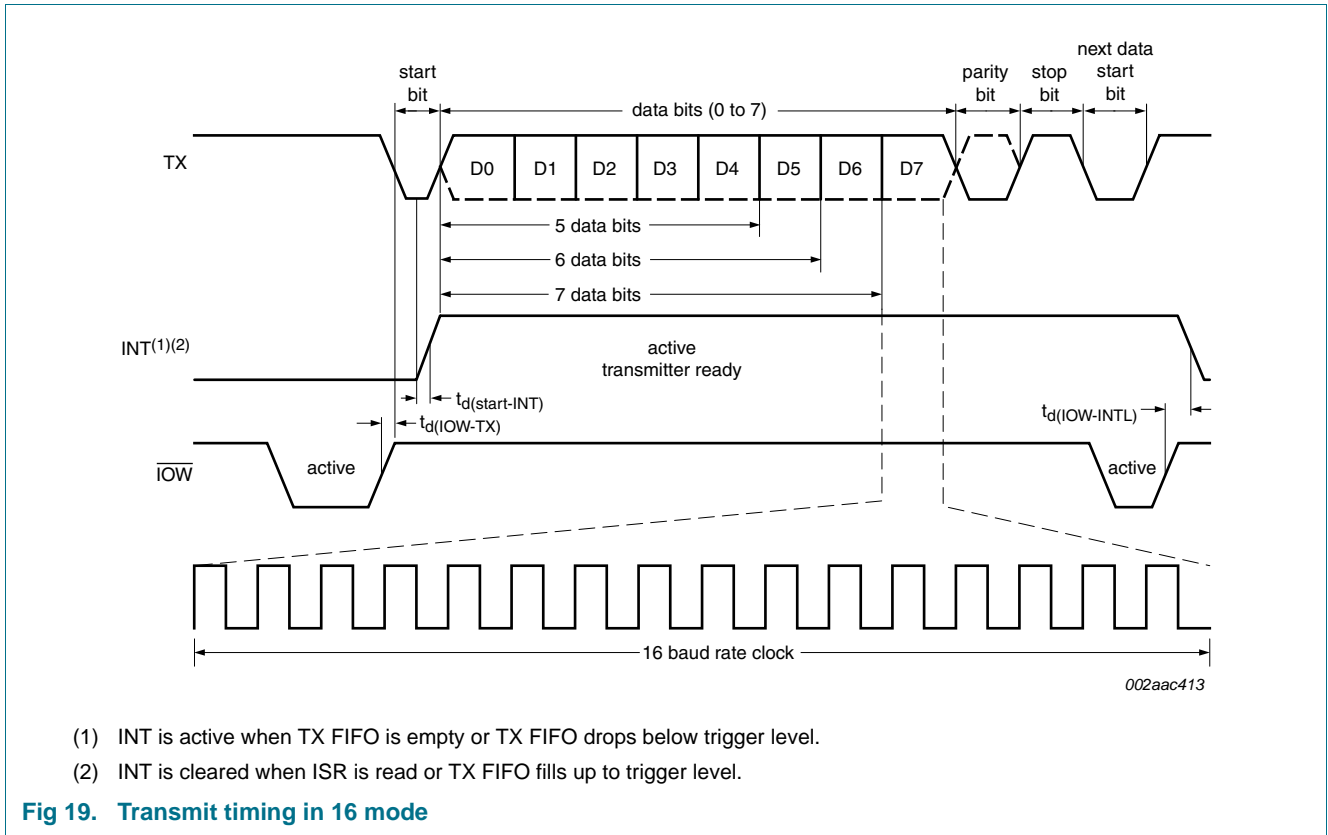 next data
start
bit
start
bit
parity
bit
stop
bit
data bits (0 to 7)
TX
D0 D1 D2 D3 D4 D5 D6 D7
5 data bits
6 data bits
7 data bits
INT(1)(2)
active
transmitter ready
td(start-INT)
td(IOW-TX)
td(IOW-INTL)
IOW
active
active
16 baud rate clock
002aac413
(1) INT is active when TX FIFO is empty or TX FIFO drops below trigger level.
(2) INT is cleared when ISR is read or TX FIFO fills up to trigger level.
Fig 19. Transmit timing in 16 mode